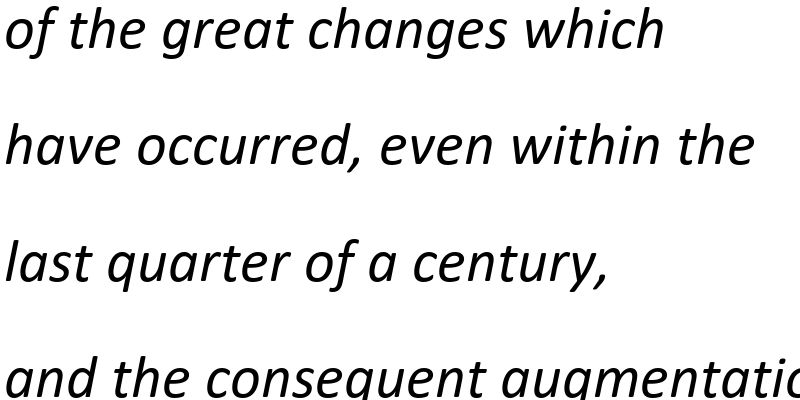 of the great changes which
have occurred, even within the
last quarter of a century,
and the consequent